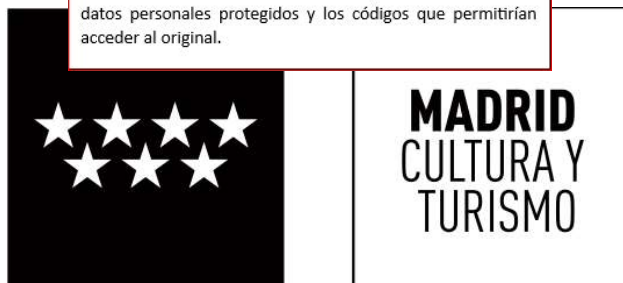 datos personales protegidos y los códigos que permitirían
acceder al original.
MADRID
CULTURA Y
TURISMO